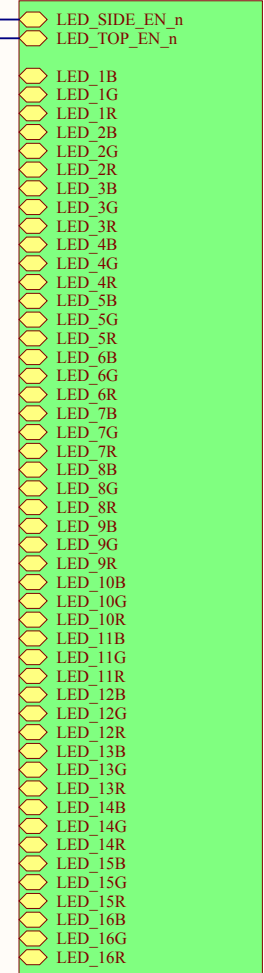 LED_SIDE_EN_n
LED_TOP_EN_n
LED_1B
LED_1G
LED_1R
LED_2B
LED_2G
LED_2R
LED_3B
LED_3G
LED_3R
LED_4B
LED_4G
LED_4R
LED_5B
LED_5G
LED_5R
LED_6B
LED_6G
LED_6R
LED_7B
LED_7G
LED_7R
LED_8B
LED_8G
LED_8R
LED_9B
LED_9G
LED_9R
LED_10B
LED_10G
LED_10R
LED_11B
LED_11G
LED_11R
LED_12B
LED_12G
LED_12R
LED_13B
LED_13G
LED_13R
LED_14B
LED_14G
LED_14R
LED_15B
LED_15G
LED_15R
LED_16B
LED_16G
LED_16R